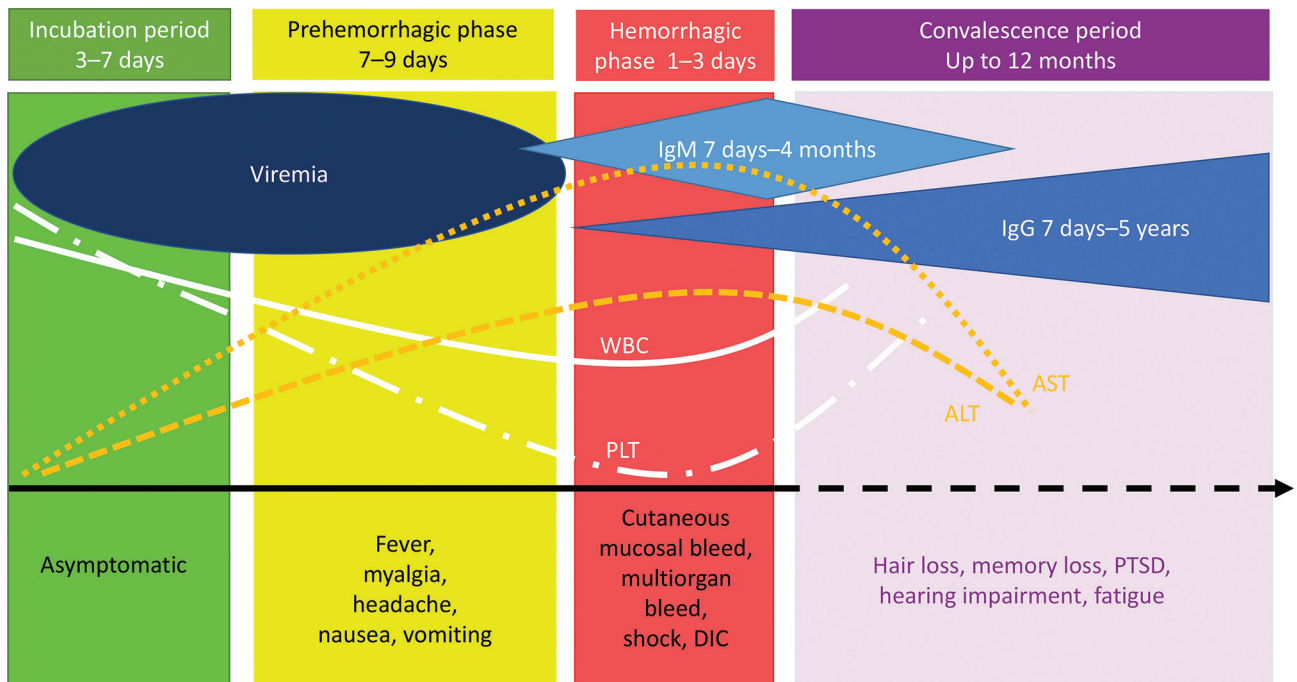 Incubation period
3–7 days
Prehemorrhagic phase
7–9 days
Hemorrhagic
phase 1–3 days
Convalescence period
Up to 12 months
Viremia
IgM 7 days–4 months
IgG 7 days–5 years
WBC
PLT
AST
ALT
Asymptomatic
Fever,
myalgia,
headache,
nausea, vomiting
Cutaneous
mucosal bleed,
multiorgan
bleed,
shock, DIC
Hair loss, memory loss, PTSD,
hearing impairment, fatigue